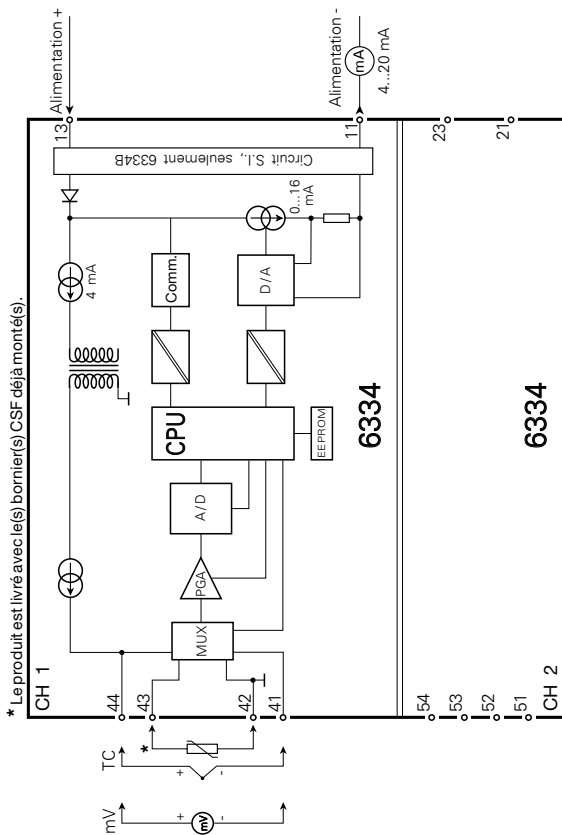 * Le produit est livré avec le(s) bornier(s) CSF déjà monté(s).
CH 1
mV
TC
44
43
42
41
*
+
-
+
-
mV
MUX
PGA
A/D
CPU
EEPROM
4 mA
Comm.
D/A
0...16
mA
Circuit S.I., seulement 6334B
13
Alimentation +
11
Alimentation -
mA
4...20 mA
6334
54
53
52
51
CH 2
6334
23
21